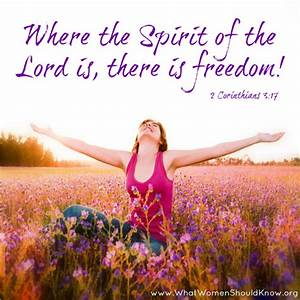 Where the Spirit of the
Lord is, there is freedom!
2 Corinthians 3:17
www.WhatWomenShouldKnow.org